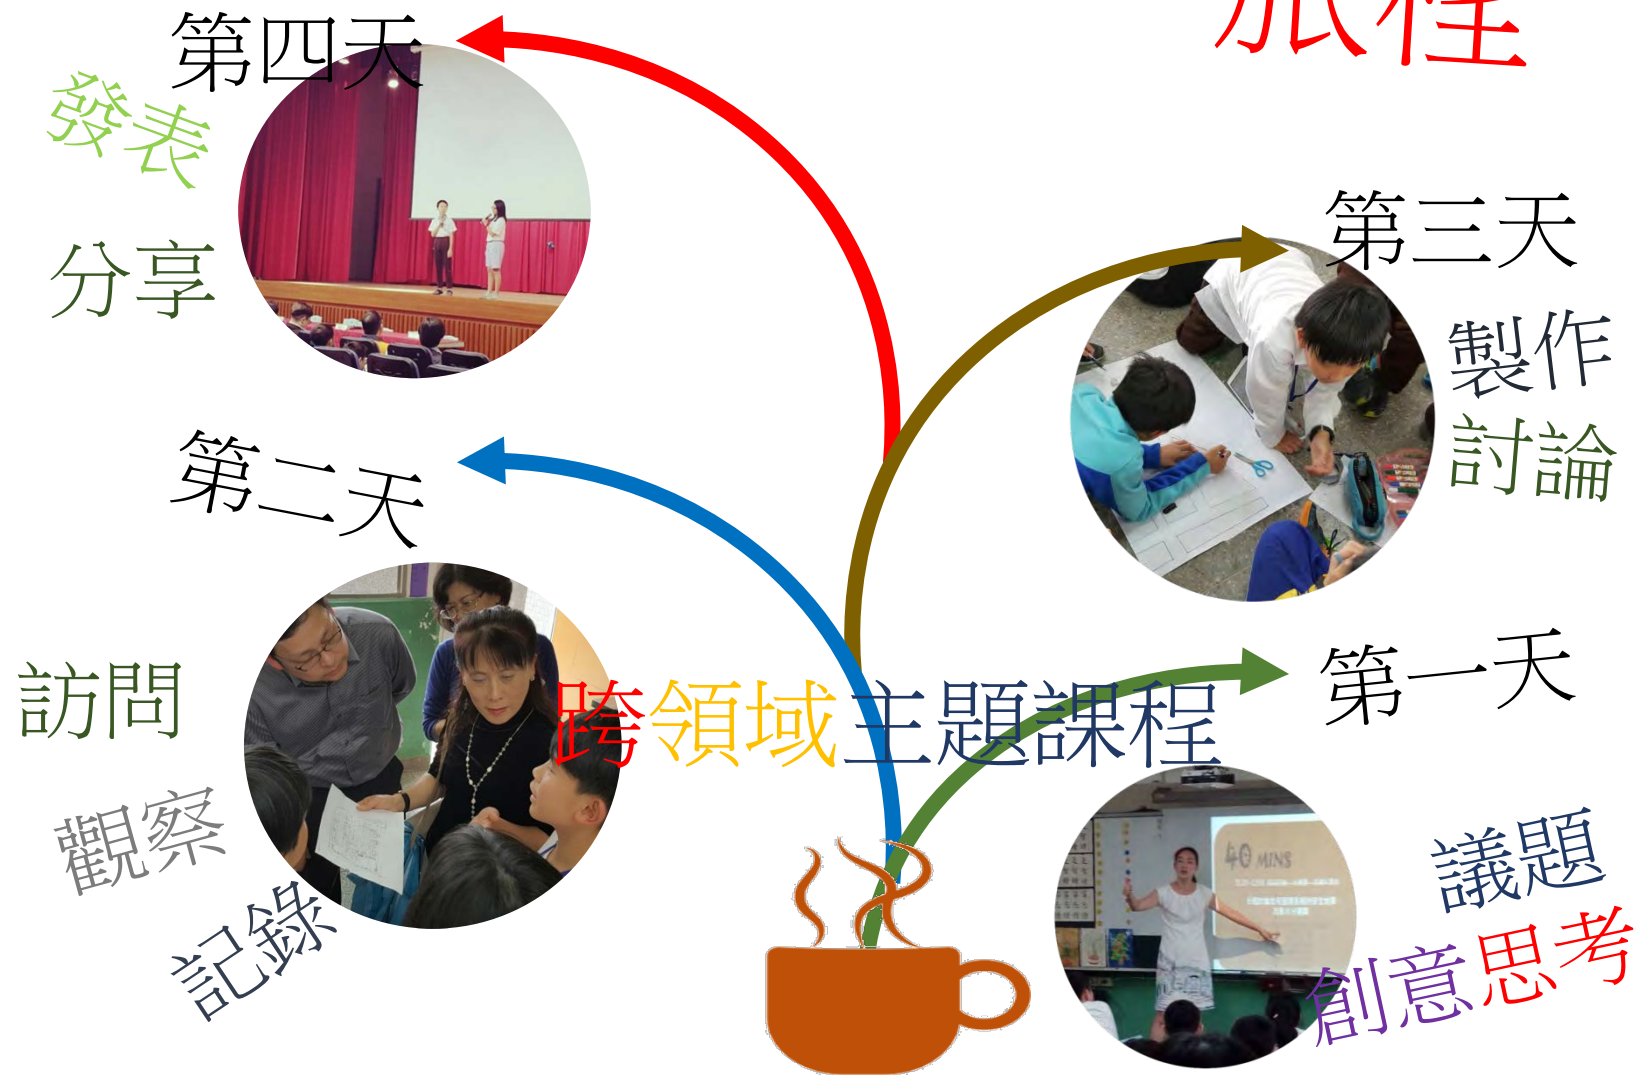 旅程
第四天
發表
分享
第三天
製作
討論
第二天
訪問
觀察
記錄
跨領域主題課程
第一天
40 MINS
議題
創意思考